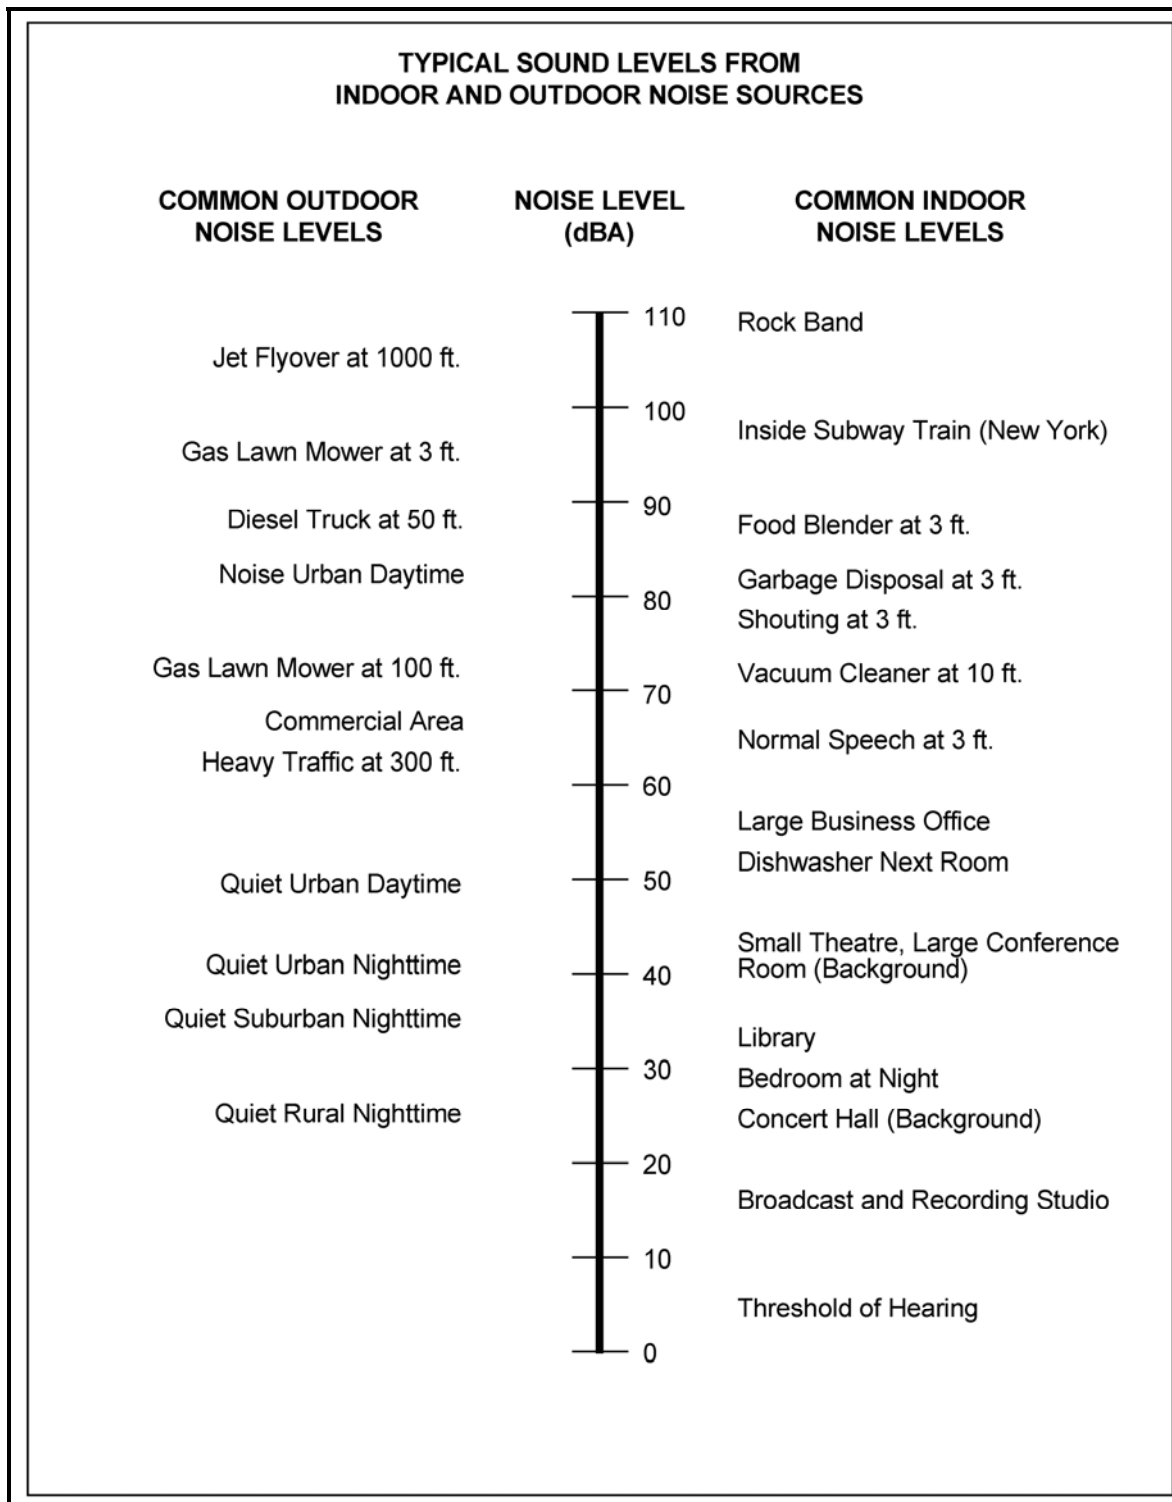 TYPICAL SOUND LEVELS FROM
INDOOR AND OUTDOOR NOISE SOURCES
COMMON OUTDOOR
NOISE LEVELS
NOISE LEVEL
(dBA)
COMMON INDOOR
NOISE LEVELS
110
Rock Band
Jet Flyover at 1000 ft.
100
Inside Subway Train (New York)
Gas Lawn Mower at 3 ft.
90
Diesel Truck at 50 ft.
Food Blender at 3 ft.
Noise Urban Daytime
Garbage Disposal at 3 ft.
80
Shouting at 3 ft.
Gas Lawn Mower at 100 ft.
Vacuum Cleaner at 10 ft.
70
Commercial Area
Normal Speech at 3 ft.
Heavy Traffic at 300 ft.
60
Large Business Office
Dishwasher Next Room
Quiet Urban Daytime
50
Small Theatre, Large Conference
Room (Background)
Quiet Urban Nighttime
40
Quiet Suburban Nighttime
Library
30
Bedroom at Night
Quiet Rural Nighttime
Concert Hall (Background)
20
Broadcast and Recording Studio
10
Threshold of Hearing
0